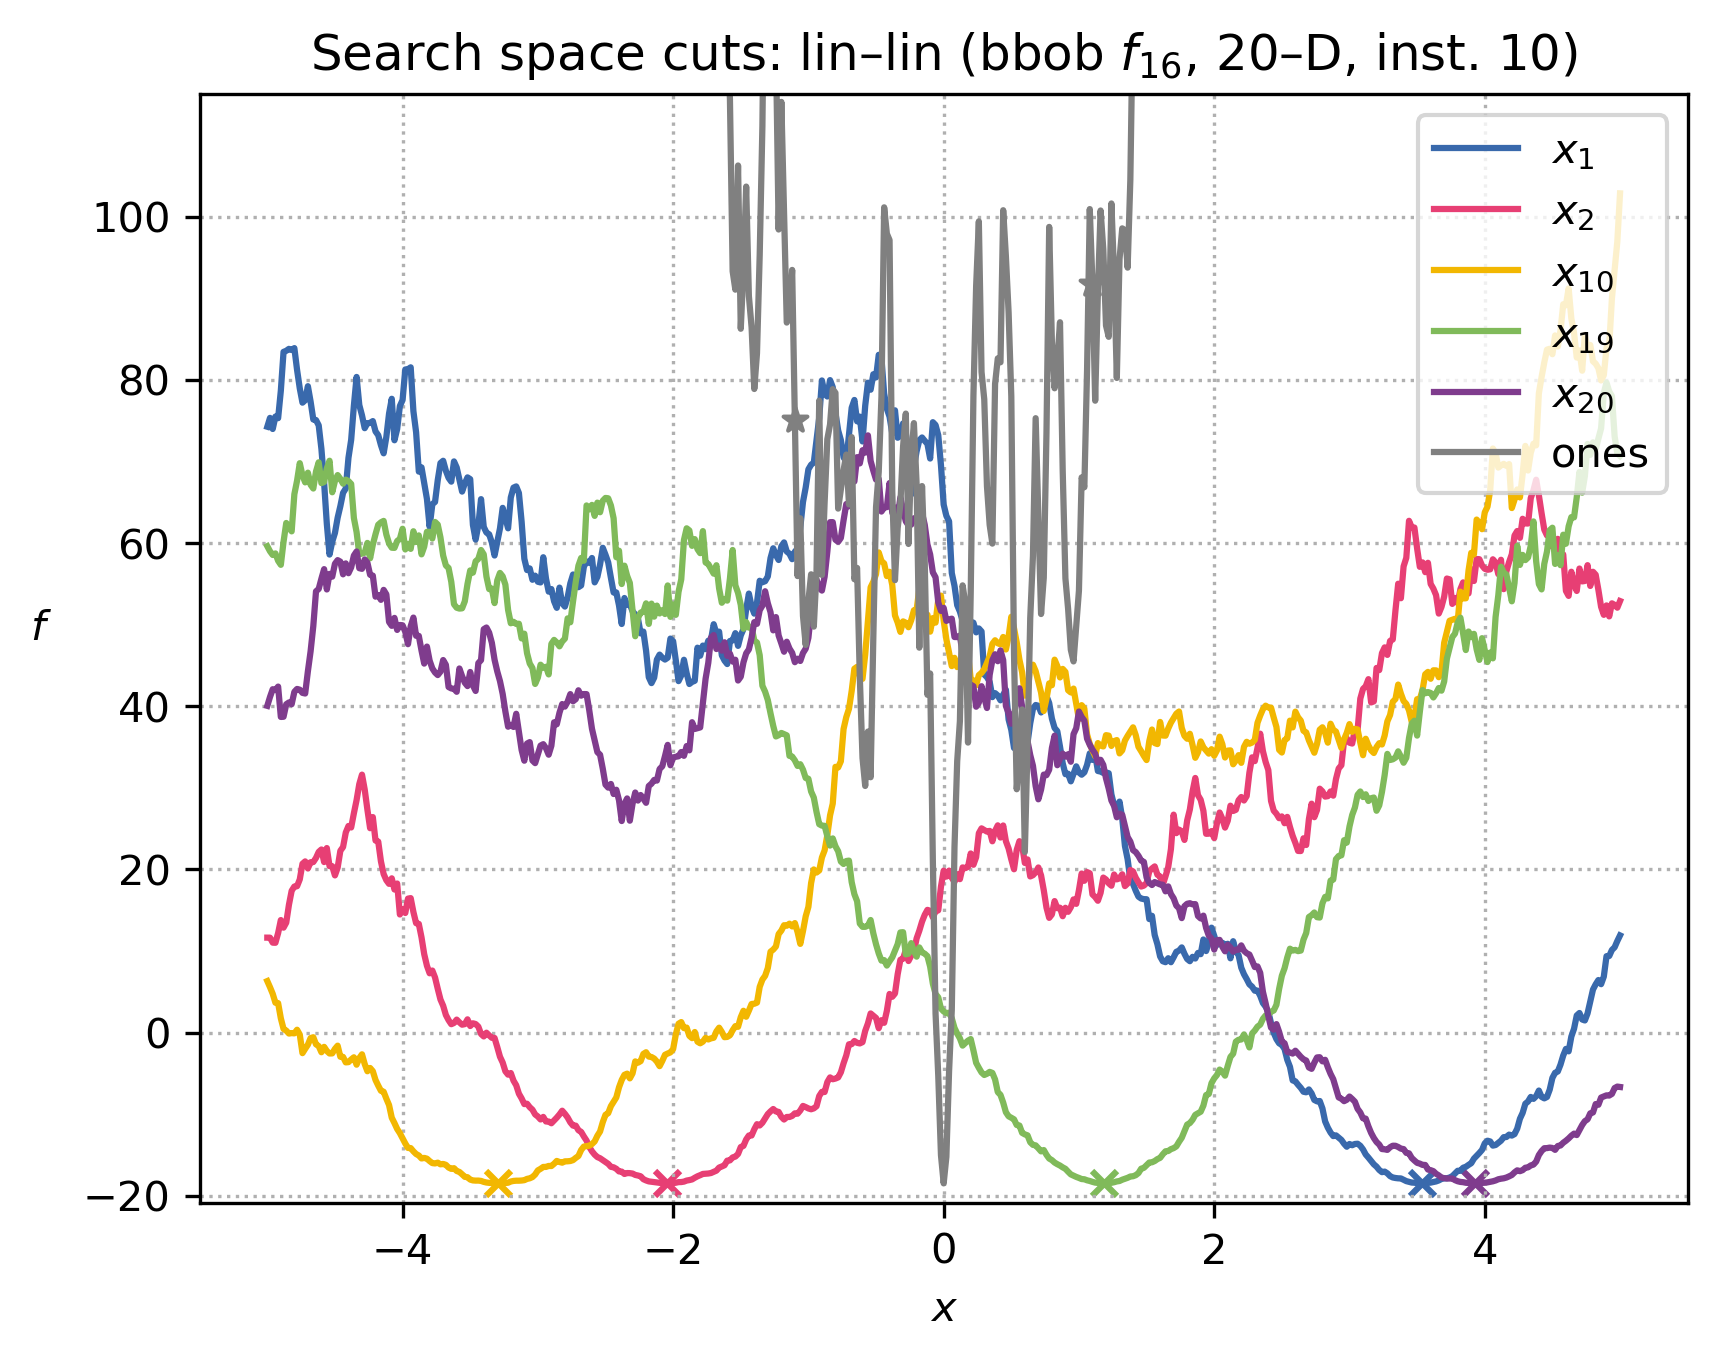 Search space cuts: lin–lin (bbob f₁₆, 20–D, inst. 10)
x₁
x₂
x₁₀
x₁₉
x₂₀
ones
100
80
60
40
20
0
−20
f
−4
−2
0
2
4
x